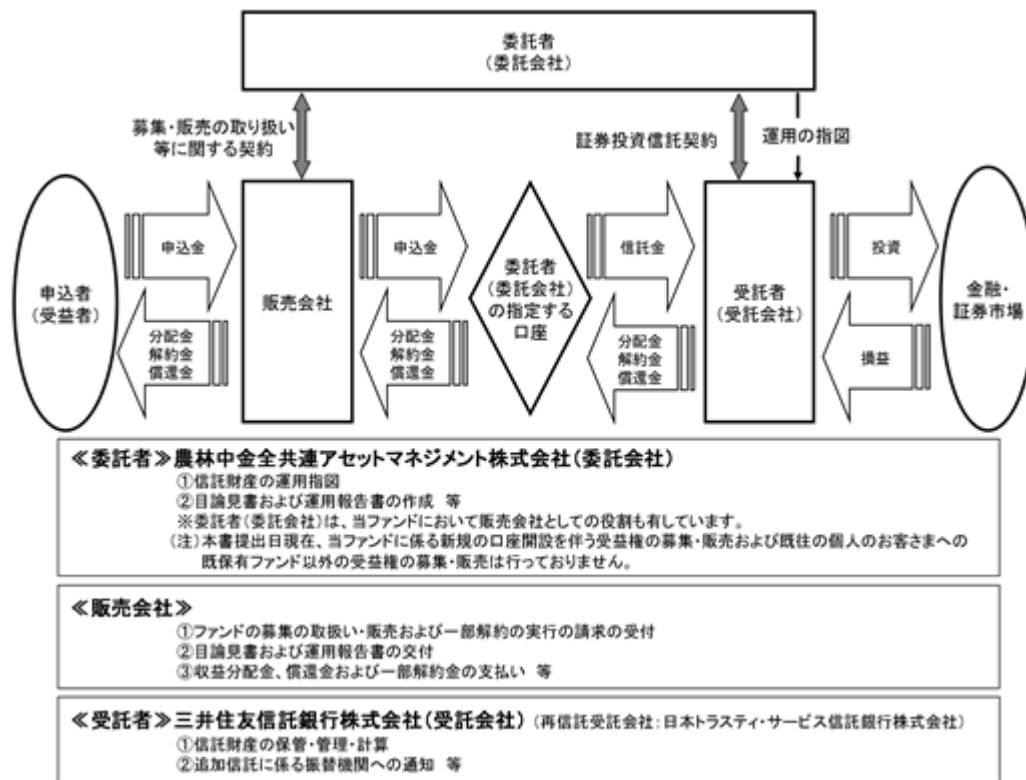 委託者
(委託会社)
募集・販売の取り扱い
等に関する契約
証券投資信託契約
運用の指図
申込者
(受益者)
申込金
分配金
解約金
償還金
販売会社
申込金
分配金
解約金
償還金
委託者
(委託会社)
の指定する
口座
信託金
分配金
解約金
償還金
受託者
(受託会社)
投資
損益
金融・
証券市場
≪委託者≫農林中金全共連アセットマネジメント株式会社(委託会社)
①信託財産の運用指図
②目論見書および運用報告書の作成 等
※委託者(委託会社)は、当ファンドにおいて販売会社としての役割も有しています。
(注)本書提出日現在、当ファンドに係る新規の口座開設を伴う受益権の募集・販売および既往の個人のお客さまへの
既保有ファンド以外の受益権の募集・販売は行っておりません。
≪販売会社≫
①ファンドの募集の取扱い・販売および一部解約の実行の請求の受付
②目論見書および運用報告書の交付
③収益分配金、償還金および一部解約金の支払い 等
≪受託者≫三井住友信託銀行株式会社(受託会社) (再信託受託会社:日本トラスティ・サービス信託銀行株式会社)
①信託財産の保管・管理・計算
②追加信託に係る振替機関への通知 等